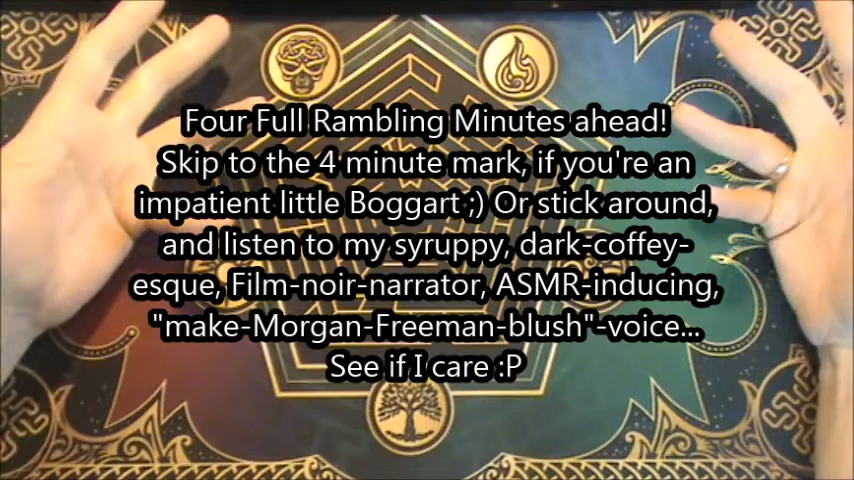 Four Full Rambling Minutes ahead!
Skip to the 4 minute mark, if you're an
impatient little Boggart ;) Or stick around,
and listen to my syruppy, dark-coffey-
esque, Film-noir-narrator, ASMR-inducing,
"make-Morgan-Freeman-blush"-voice...
See if I care :P